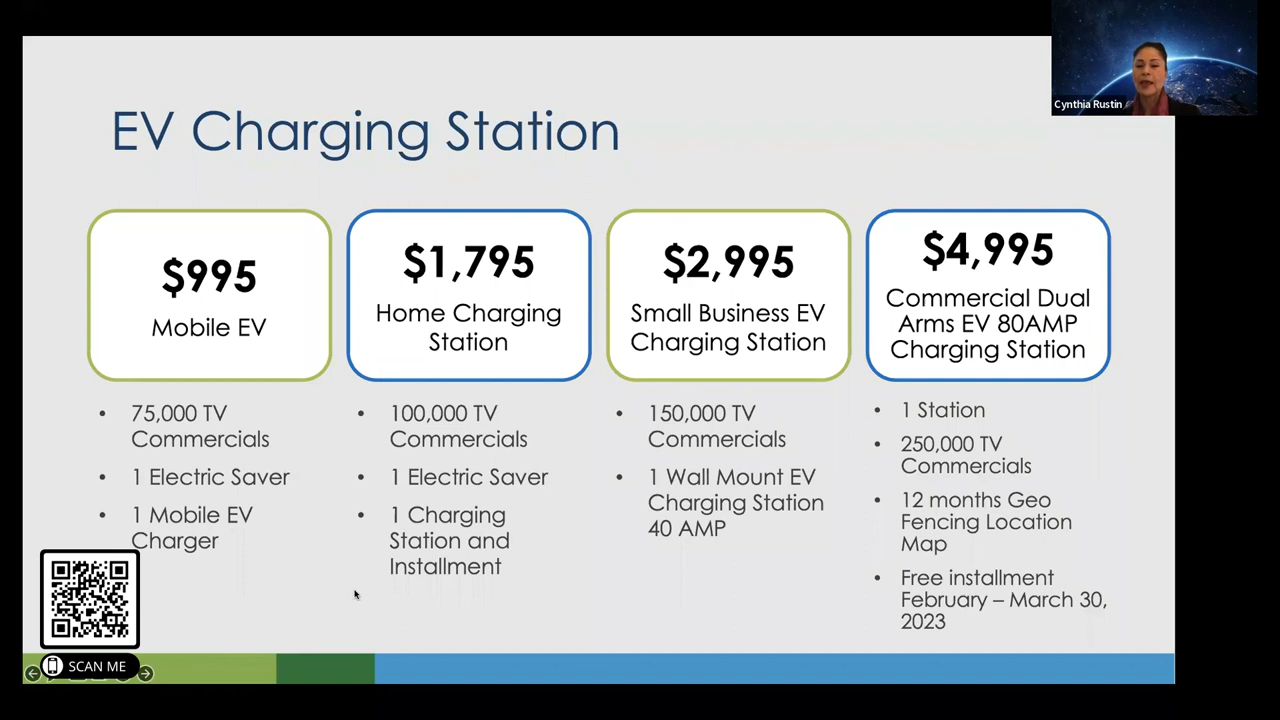 Cynthia Rustin
EV Charging Station
$995
Mobile EV
75,000 TV
Commercials
1 Electric Saver
1 Mobile EV
Charger
$1,795
Home Charging
Station
100,000 TV
Commercials
1 Electric Saver
1 Charging
Station and
Installment
$2,995
Small Business EV
Charging Station
150,000 TV
Commercials
1 Wall Mount EV
Charging Station
40 AMP
$4,995
Commercial Dual
Arms EV 80AMP
Charging Station
1 Station
250,000 TV
Commercials
12 months Geo
Fencing Location
Map
Free installment
February – March 30,
2023
SCAN ME